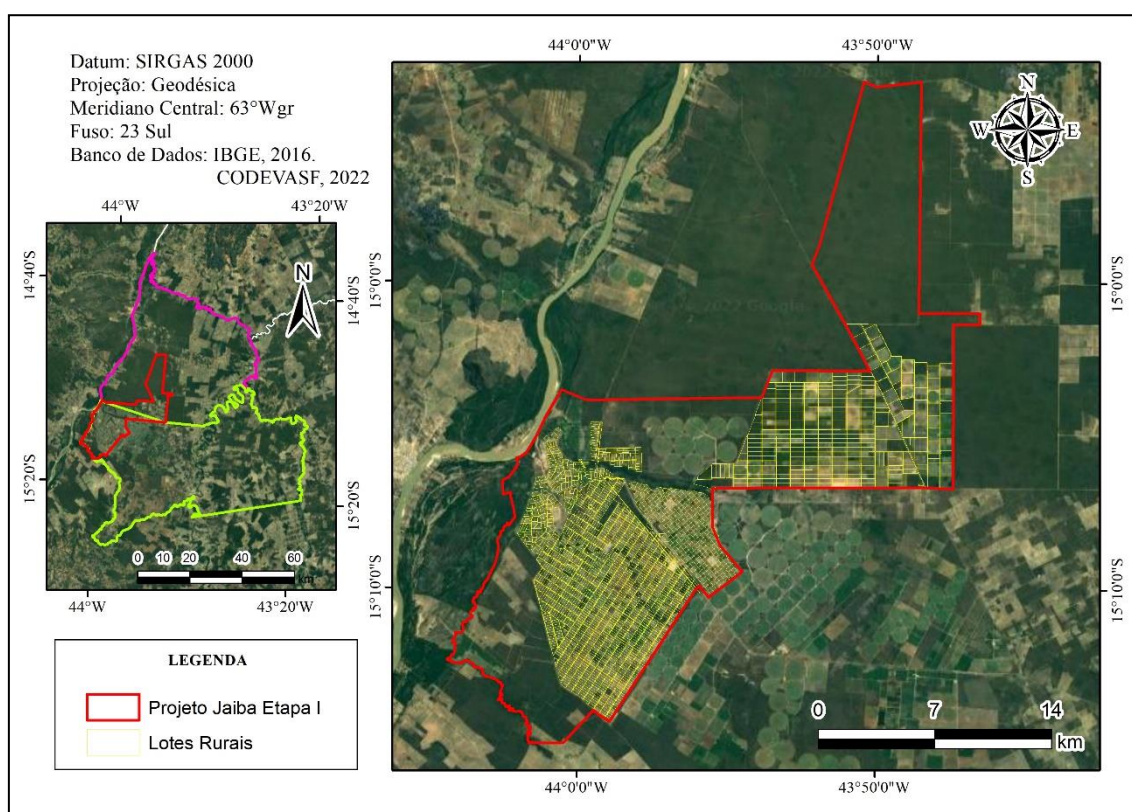 Datum: SIRGAS 2000
Projeção: Geodésica
Meridiano Central: 63°Wgr
Fuso: 23 Sul
Banco de Dados: IBGE, 2016.
CODEVASF, 2022
44°0'W
43°20'W
14°40'S
14°40'S
15°20'S
15°20'S
N
0 10 20 40 60
km
44°W
43°20'W
LEGENDA
Projeto Jaiba Etapa I
Lotes Rurais
44°0'0"W
43°50'W
N
W E
S
15°0'0"S
15°0'0"S
15°10'0"S
15°10'0"S
0 7 14
km
44°0'0"W
43°50'W